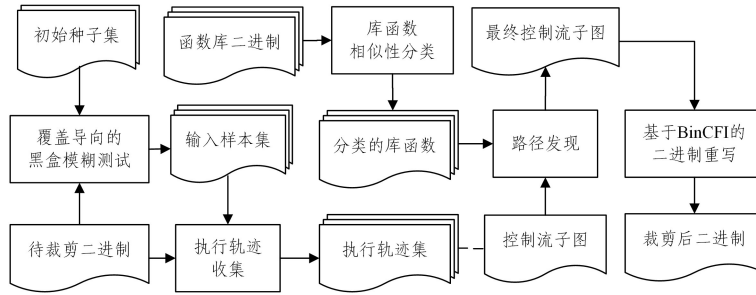 初始种子集
函数库二进制
库函数
相似性分类
最终控制流子图
覆盖导向的
黑盒模糊测试
输入样本集
分类的库函数
路径发现
基于BinCFI的
二进制重写
待裁剪二进制
执行轨迹
收集
执行轨迹集
控制流子图
裁剪后二进制